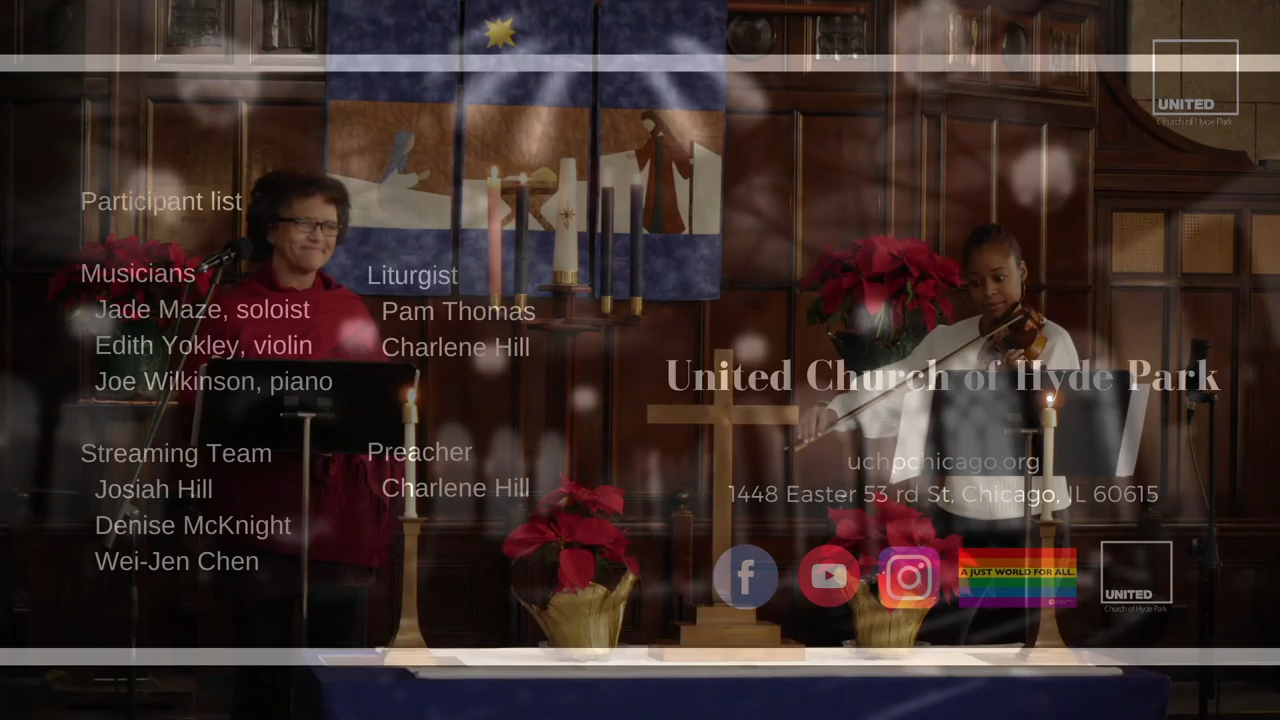 UNITED
Church of Hyde Park
Participant list
Musicians
Jade Maze, soloist
Edith Yokley, violin
Joe Wilkinson, piano
Streaming Team
Josiah Hill
Denise McKnight
Wei-Jen Chen
Liturgist
Pam Thomas
Charlene Hill
Preacher
Charlene Hill
United Church of Hyde Park
uchpchicago.org
1448 Easter 53 rd St, Chicago, IL 60615
A JUST WORLD FOR ALL.
UNITED
Church of Hyde Park